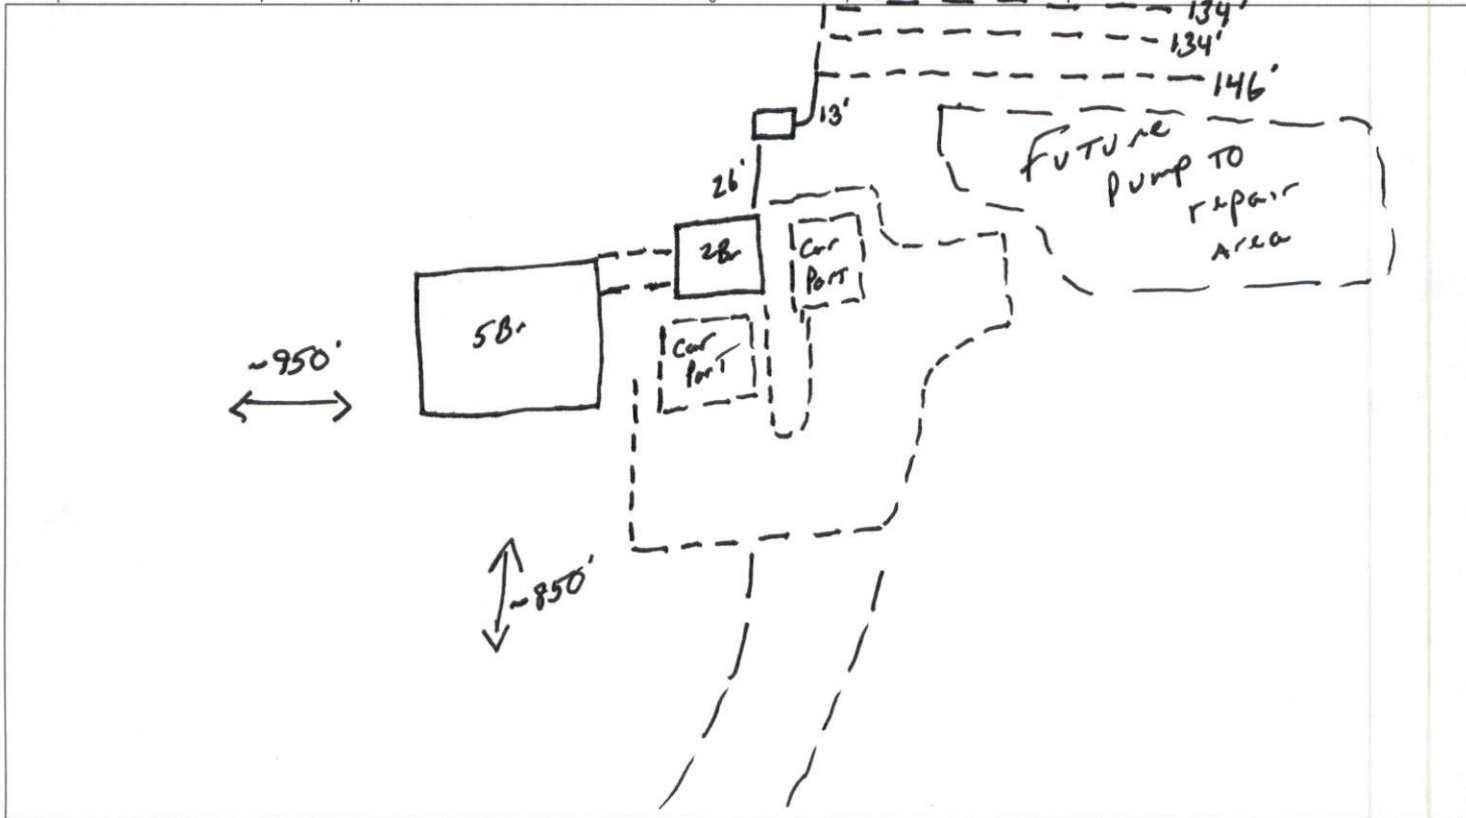 134'
134'
146'
13'
Future
Pump To
repair
Area
26'
2Br
Car
Port
5Br
Car
Port
~950'
~850'